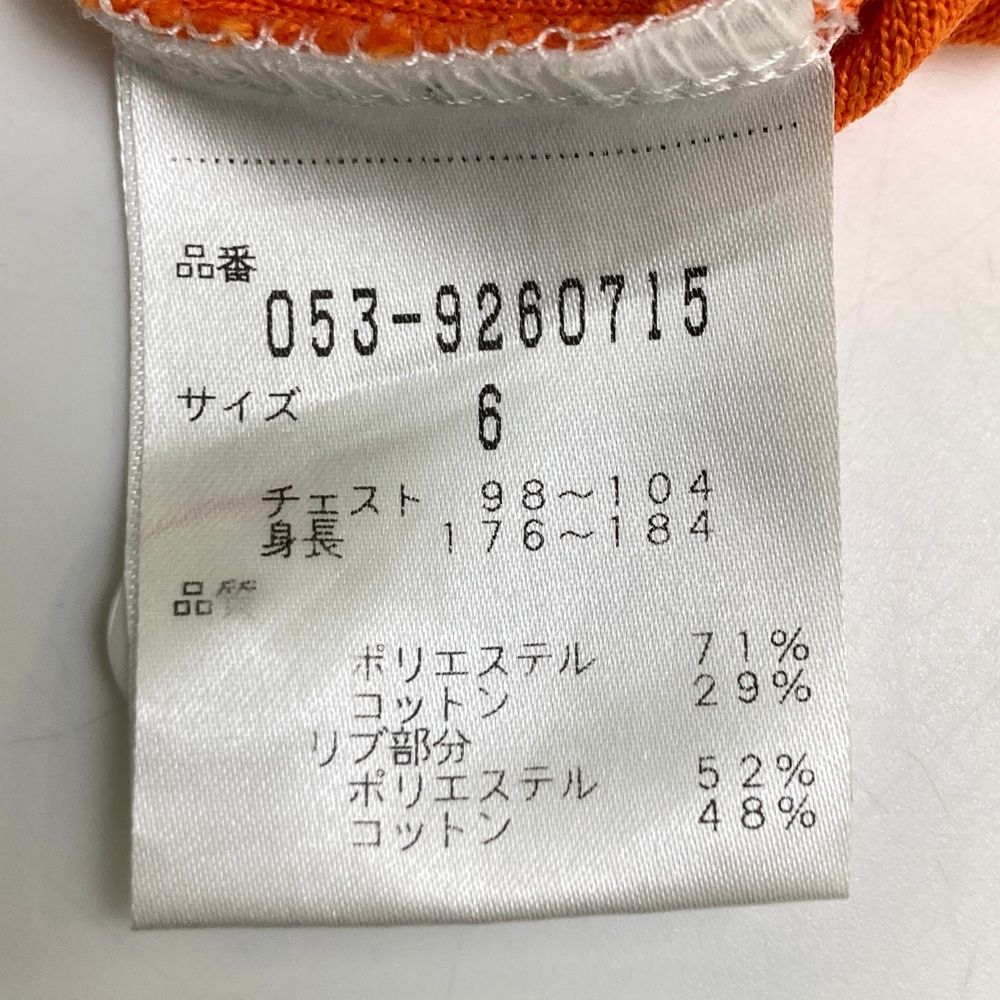 品番
053-9260715
サイズ 6
チェスト 98～104
身長 176～184
品質
ポリエステル 71%
コットン 29%
リブ部分
ポリエステル 52%
コットン 48%